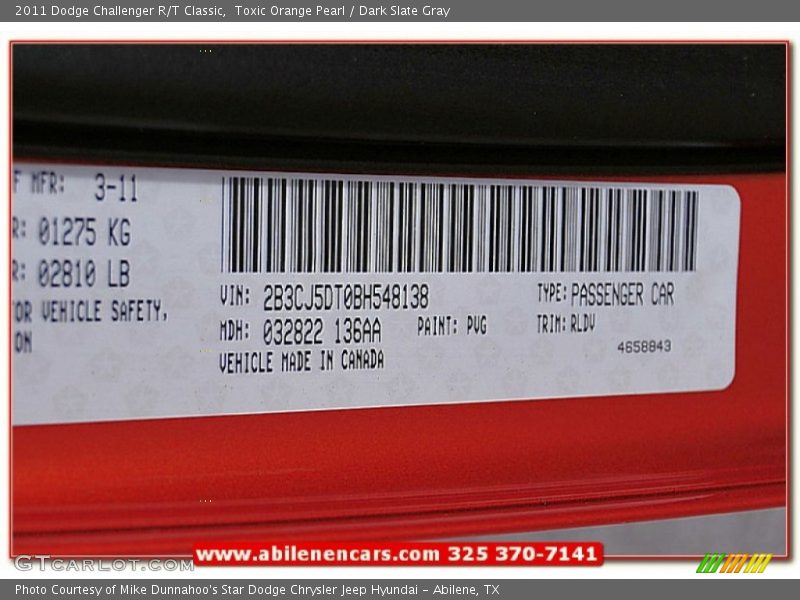 2011 Dodge Challenger R/T Classic,  Toxic Orange Pearl / Dark Slate Gray
F MFR: 3-11
R: 01275 KG
R: 02810 LB
OR VEHICLE SAFETY,
ON
VIN: 2B3CJ5DT0BH548138
TYPE: PASSENGER CAR
MDH: 032822 136AA
PAINT: PVG
TRIM: RLDV
VEHICLE MADE IN CANADA
4658843
www.abilenencars.com 325 370-7141
GTcarlot.com
Photo Courtesy of Mike Dunnahoo's Star Dodge Chrysler Jeep Hyundai - Abilene, TX